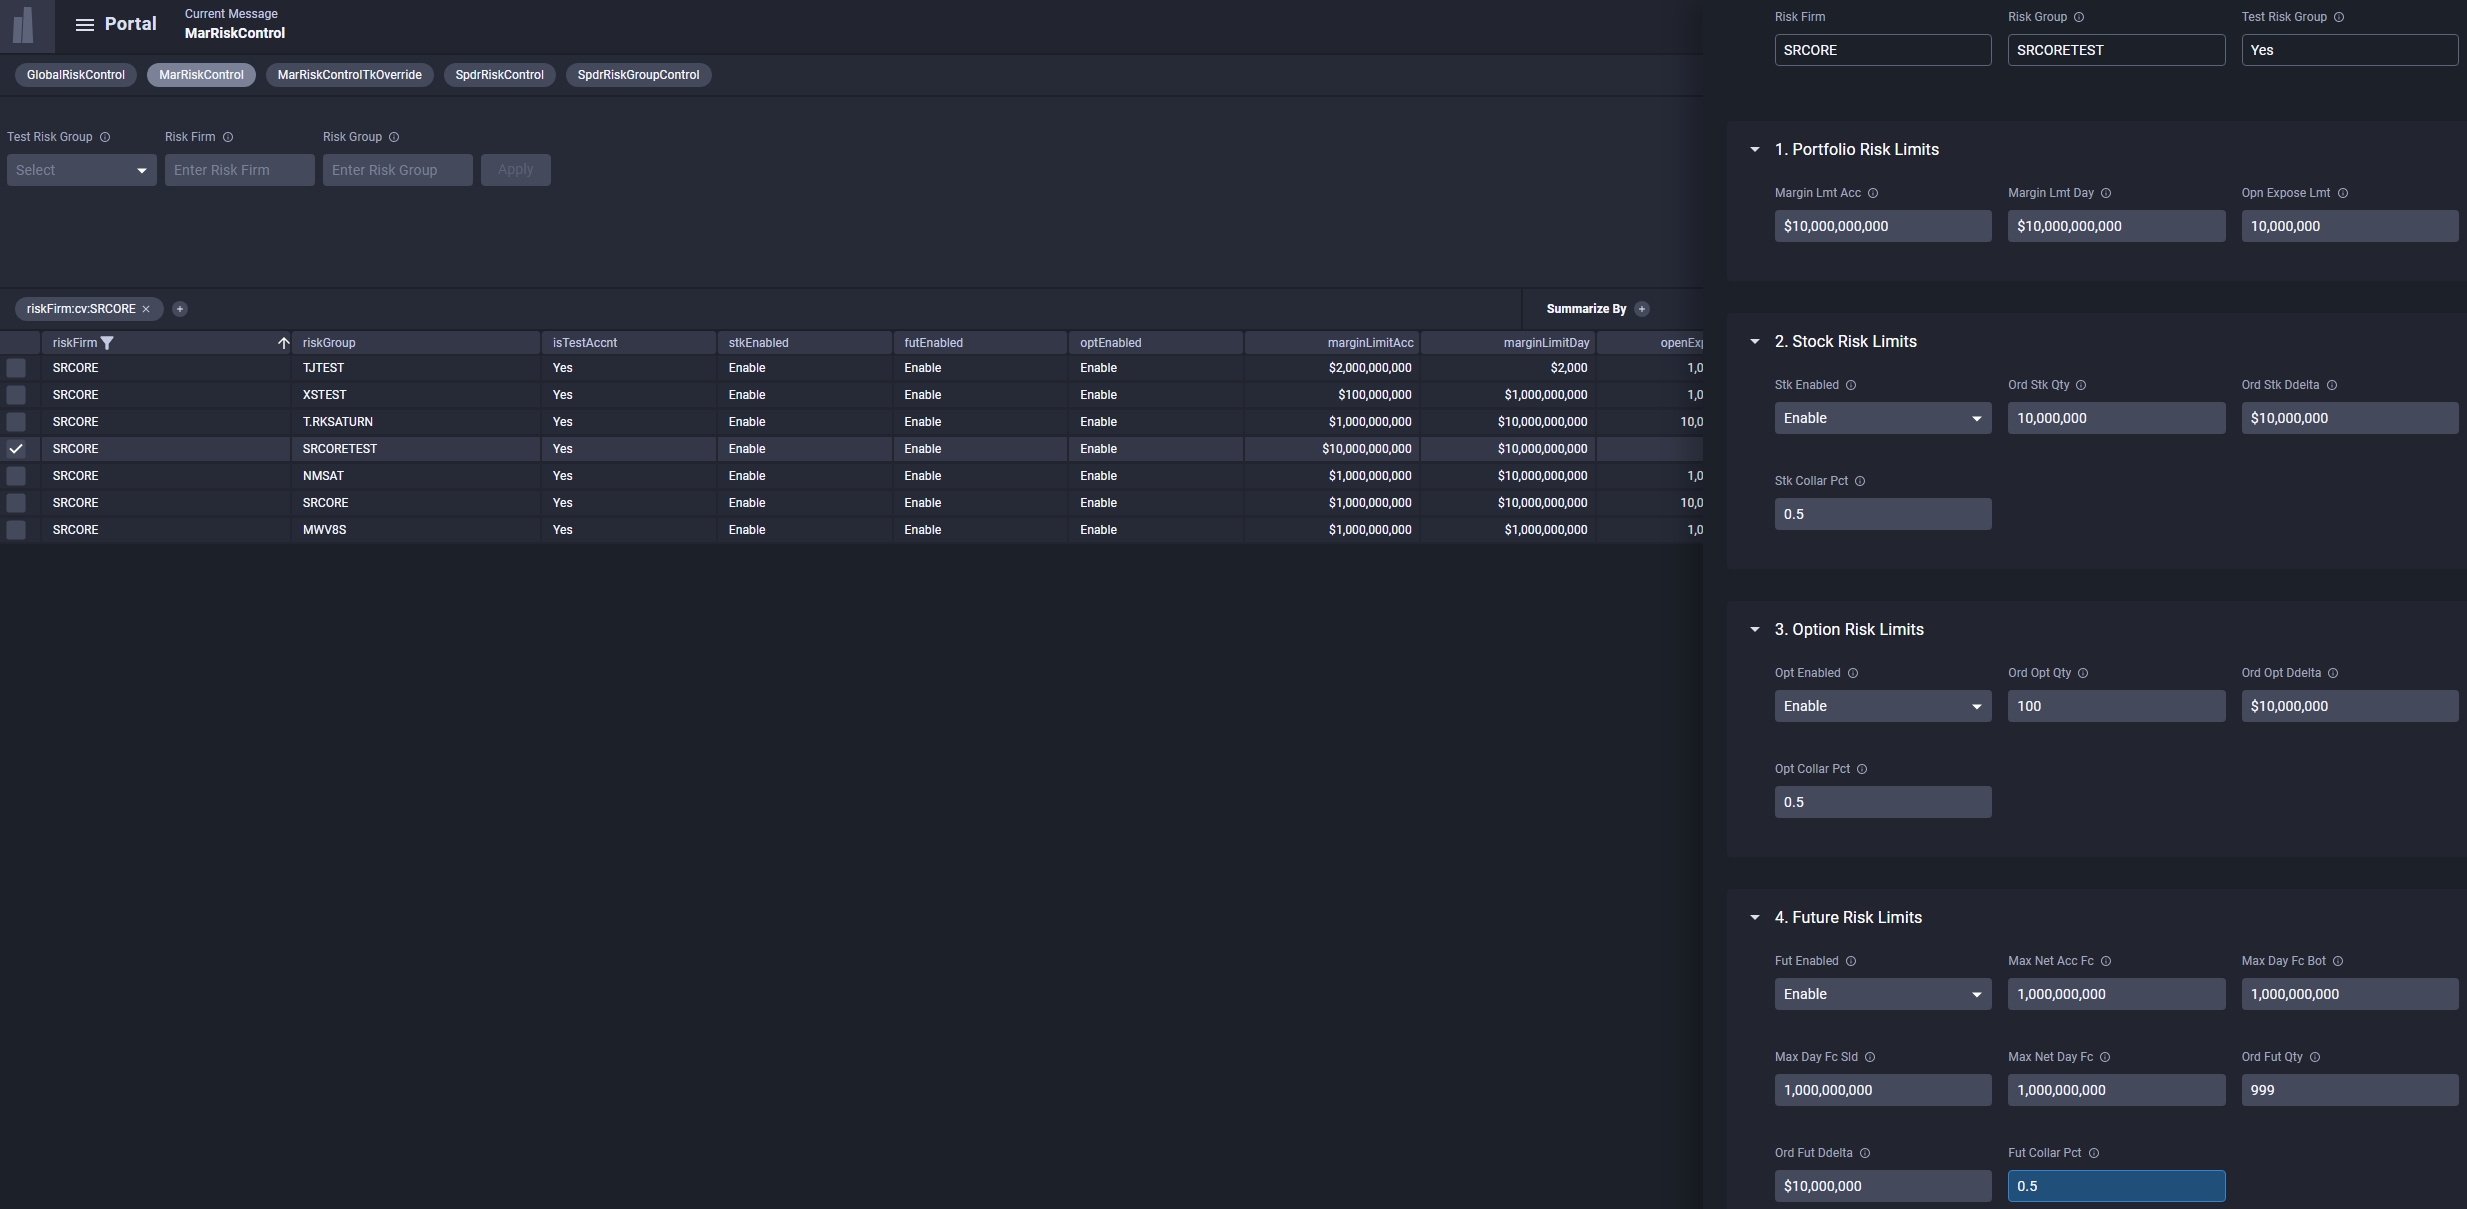 Portal
Current Message
MarRiskControl
GlobalRiskControl MarRiskControl MarRiskControlTkOverride SpdrRiskControl SpdrRiskGroupControl
Test Risk Group Risk Firm Risk Group
Select Enter Risk Firm Enter Risk Group Apply
riskFirm:cv:SRCORE × + Summarize By +
riskFirm riskGroup isTestAccnt stkEnabled futEnabled optEnabled marginLimitAcc marginLimitDay openExp
SRCORE TJTEST Yes Enable Enable Enable $2,000,000,000 $2,000 1,0
SRCORE XSTEST Yes Enable Enable Enable $100,000,000 $1,000,000,000 1,0
SRCORE T.RKSATURN Yes Enable Enable Enable $1,000,000,000 $10,000,000,000 10,0
SRCORE SRCORETEST Yes Enable Enable Enable $10,000,000,000 $10,000,000,000
SRCORE NMSAT Yes Enable Enable Enable $1,000,000,000 $10,000,000,000 1,0
SRCORE SRCORE Yes Enable Enable Enable $1,000,000,000 $10,000,000,000 10,0
SRCORE MWV8S Yes Enable Enable Enable $1,000,000,000 $1,000,000,000 1,0
Risk Firm Risk Group Test Risk Group
SRCORE SRCORETEST Yes
1. Portfolio Risk Limits
Margin Lmt Acc Margin Lmt Day Opn Expose Lmt
$10,000,000,000 $10,000,000,000 10,000,000
2. Stock Risk Limits
Stk Enabled Ord Stk Qty Ord Stk Ddelta
Enable 10,000,000 $10,000,000
Stk Collar Pct
0.5
3. Option Risk Limits
Opt Enabled Ord Opt Qty Ord Opt Ddelta
Enable 100 $10,000,000
Opt Collar Pct
0.5
4. Future Risk Limits
Fut Enabled Max Net Acc Fc Max Day Fc Bot
Enable 1,000,000,000 1,000,000,000
Max Day Fc Sld Max Net Day Fc Ord Fut Qty
1,000,000,000 1,000,000,000 999
Ord Fut Ddelta Fut Collar Pct
$10,000,000 0.5